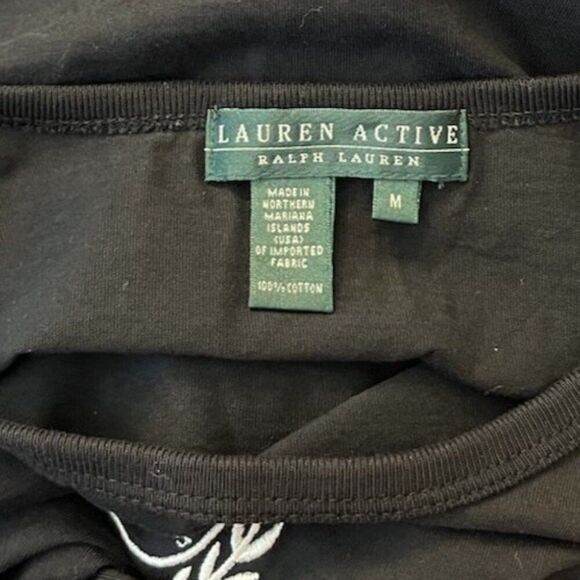 LAUREN ACTIVE
RALPH LAUREN
M
MADE IN
NORTHERN
MARIANA
ISLANDS
(USA)
OF IMPORTED
FABRIC
100% COTTON